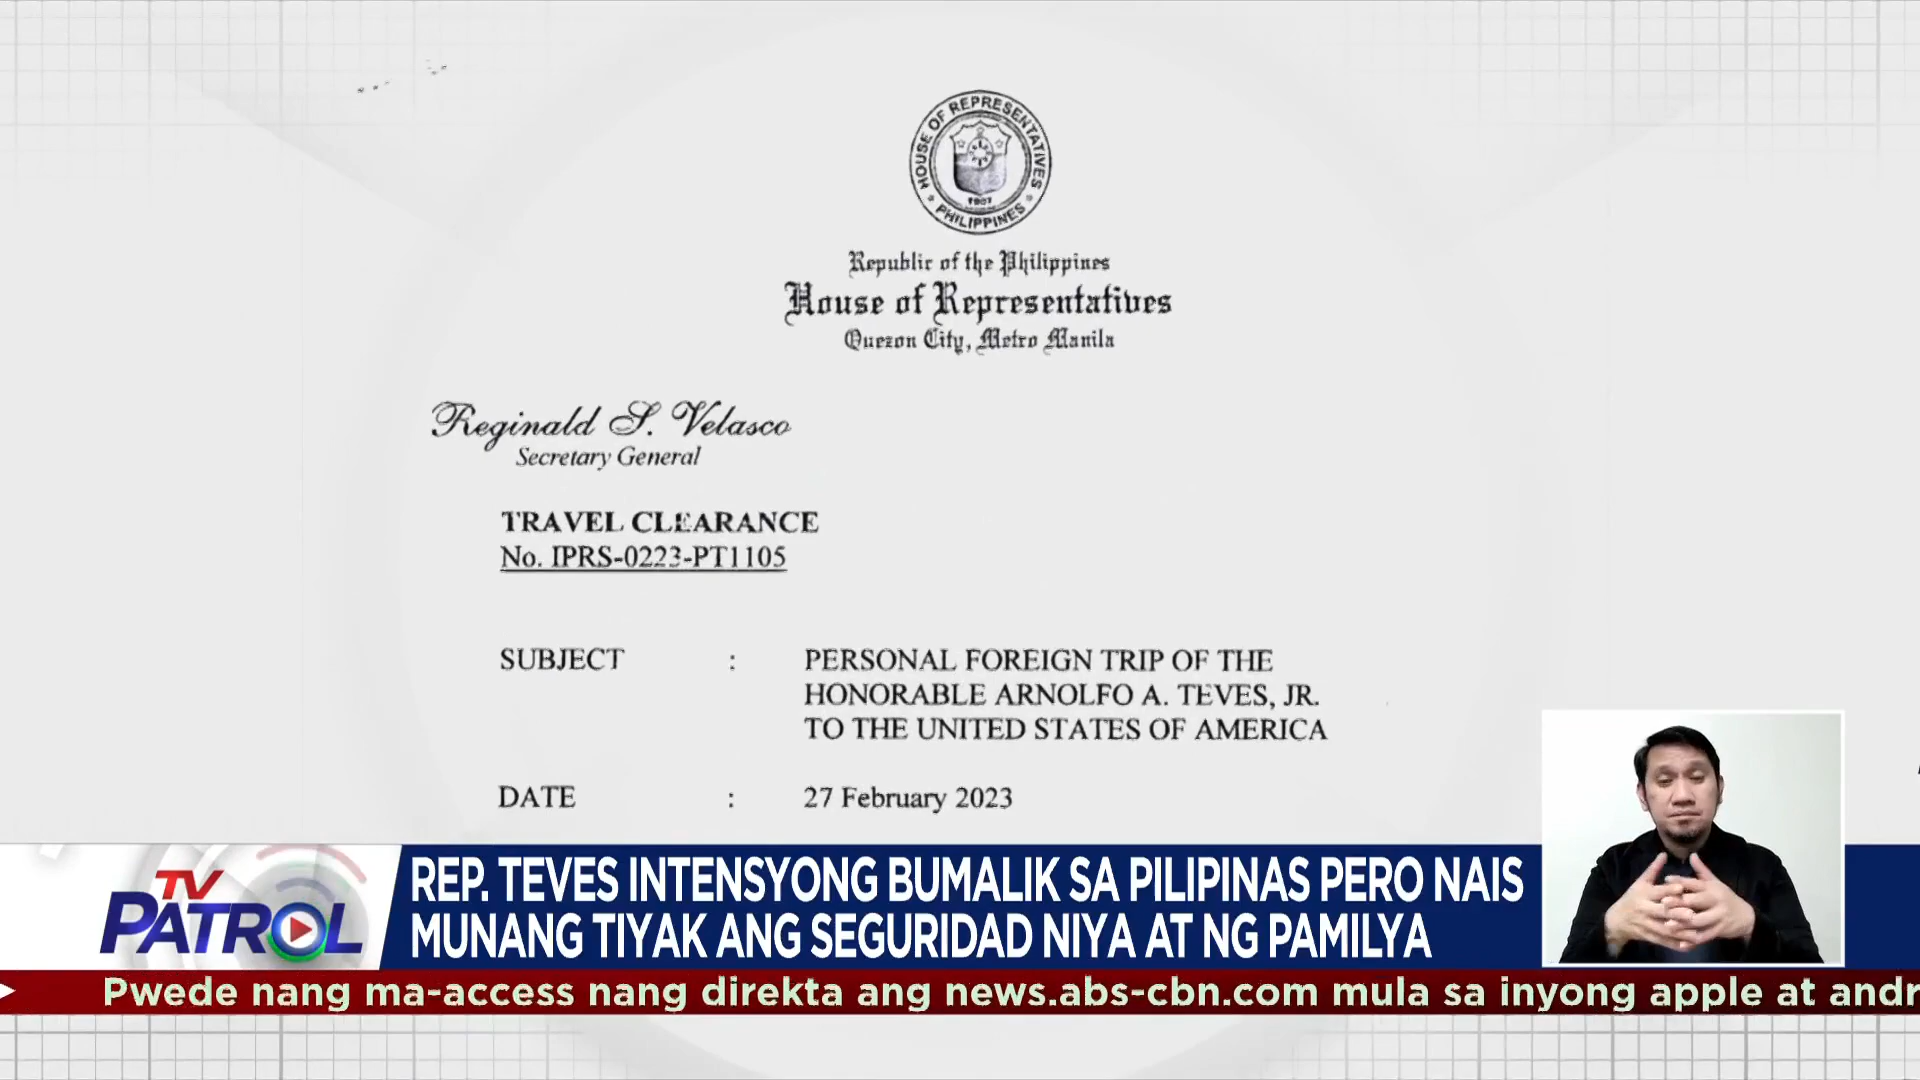 HOUSE OF REPRESENTATIVES
1907
PHILIPPINES
Republic of the Philippines
House of Representatives
Quezon City, Metro Manila
Reginald S. Velasco
Secretary General
TRAVEL CLEARANCE
No. IPRS-0223-PT1105
SUBJECT : PERSONAL FOREIGN TRIP OF THE
HONORABLE ARNOLFO A. TEVES, JR.
TO THE UNITED STATES OF AMERICA
DATE : 27 February 2023
TV PATROL
REP. TEVES INTENSYONG BUMALIK SA PILIPINAS PERO NAIS
MUNANG TIYAK ANG SEGURIDAD NIYA AT NG PAMILYA
Pwede nang ma-access nang direkta ang news.abs-cbn.com mula sa inyong apple at andr